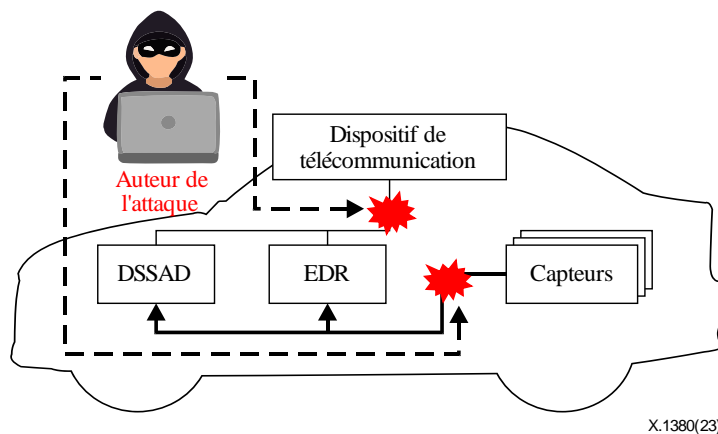 Dispositif de
télécommunication
Auteur de
l'attaque
DSSAD
EDR
Capteurs
X.1380(23)